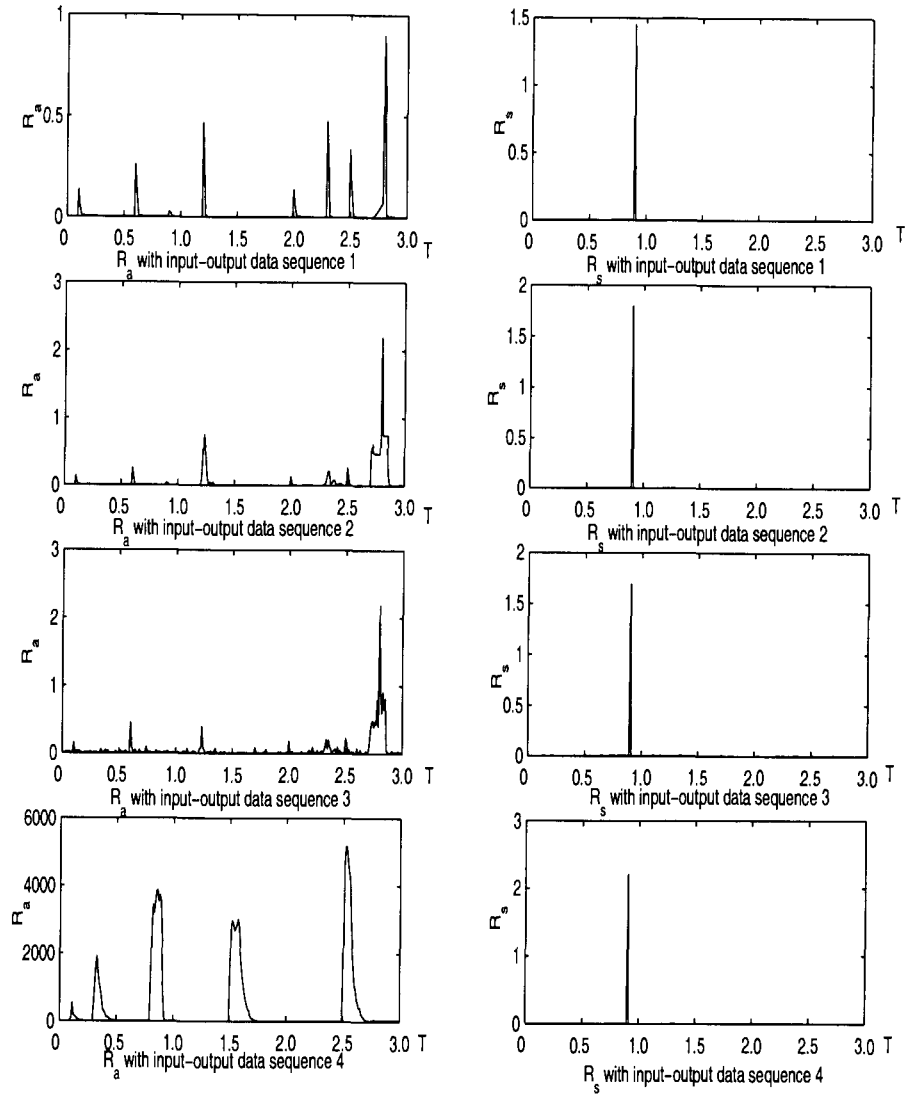 1
0.5
0
R_a
0 0.5 1.0 1.5 2.0 2.5 3.0 T
R_a with input-output data sequence 1
1.5
1
0.5
0
R_s
0 0.5 1.0 1.5 2.0 2.5 3.0 T
R_s with input-output data sequence 1
3
2
1
0
R_a
0 0.5 1.0 1.5 2.0 2.5 3.0 T
R_a with input-output data sequence 2
2
1.5
1
0.5
0
R_s
0 0.5 1.0 1.5 2.0 2.5 3.0 T
R_s with input-output data sequence 2
3
2
1
0
R_a
0 0.5 1.0 1.5 2.0 2.5 3.0 T
R_a with input-output data sequence 3
2
1.5
1
0.5
0
R_s
0 0.5 1.0 1.5 2.0 2.5 3.0 T
R_s with input-output data sequence 3
6000
4000
2000
0
R_a
0 0.5 1.0 1.5 2.0 2.5 3.0 T
R_a with input-output data sequence 4
3
2
1
0
R_s
0 0.5 1.0 1.5 2.0 2.5 3.0 T
R_s with input-output data sequence 4